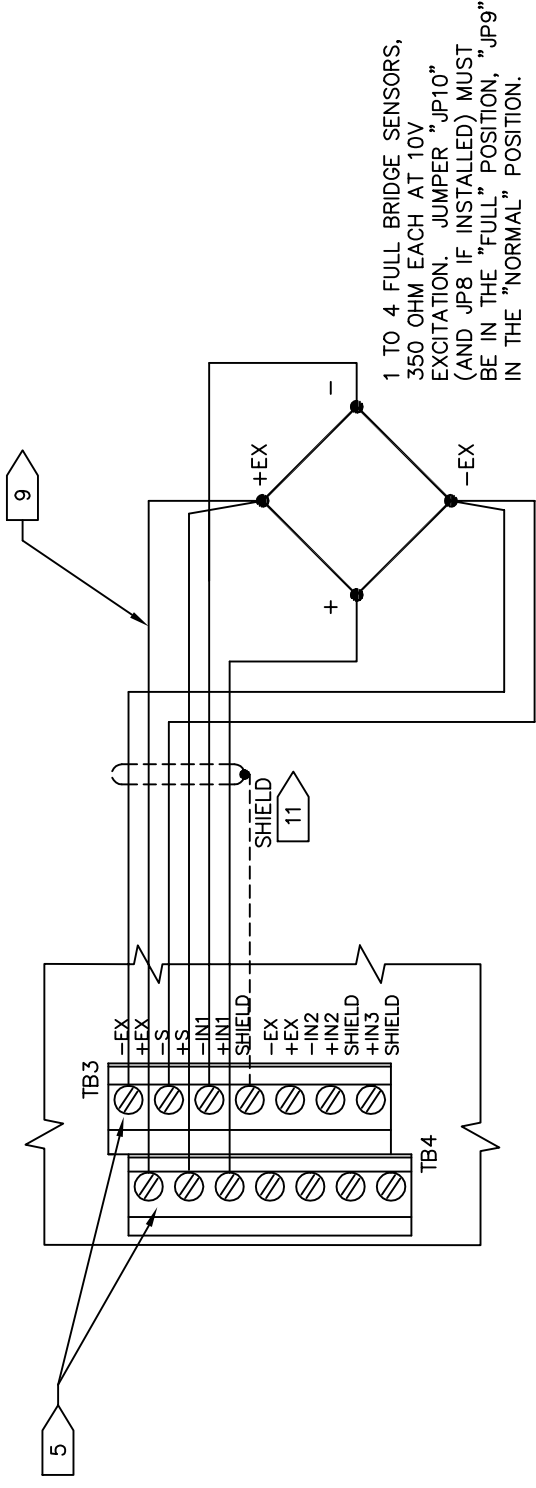 9
1 TO 4 FULL BRIDGE SENSORS,
350 OHM EACH AT 10V
EXCITATION. JUMPER "JP10"
(AND JP8 IF INSTALLED) MUST
BE IN THE "FULL" POSITION, "JP9"
IN THE "NORMAL" POSITION.
+EX
-
+
-EX
SHIELD
11
TB3
-EX
+EX
-S
+S
-IN1
+IN1
SHIELD
-EX
+EX
-IN2
+IN2
SHIELD
+IN3
SHIELD
TB4
5